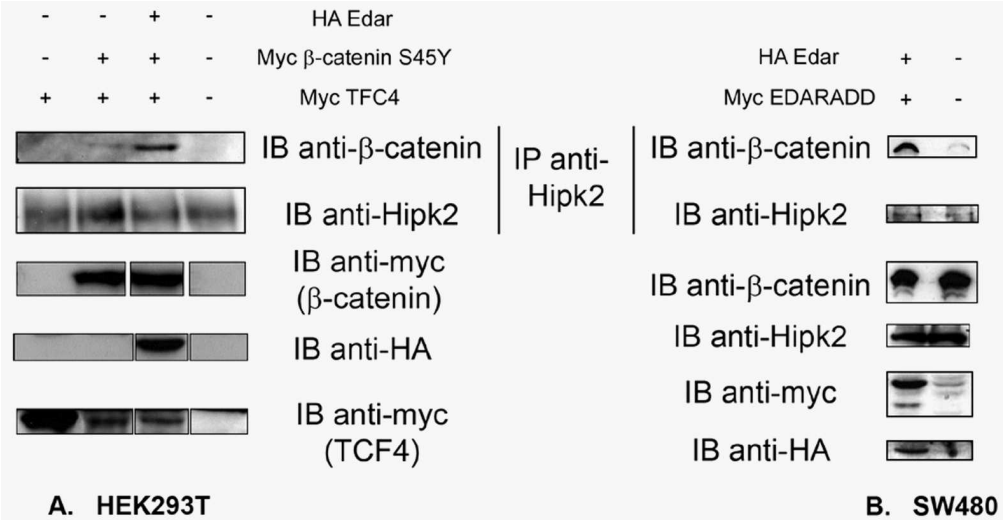 - - + - HA Edar
- + + - Myc β-catenin S45Y
+ + + - Myc TFC4
IB anti-β-catenin
IB anti-Hipk2
IP anti-
Hipk2
IB anti-myc
(β-catenin)
IB anti-HA
IB anti-myc
(TCF4)
A. HEK293T
HA Edar + -
Myc EDARADD + -
IB anti-β-catenin
IB anti-Hipk2
IB anti-β-catenin
IB anti-Hipk2
IB anti-myc
IB anti-HA
B. SW480